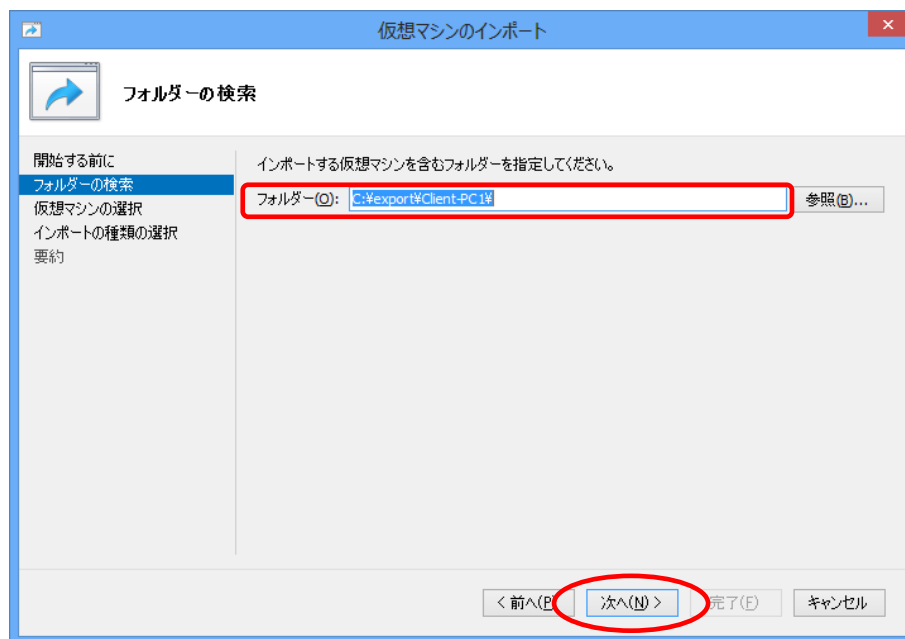 仮想マシンのインポート
フォルダーの検索
開始する前に
フォルダーの検索
仮想マシンの選択
インポートの種類の選択
要約
インポートする仮想マシンを含むフォルダーを指定してください。
フォルダー(O): C:¥export¥Client-PC1¥ 参照(B)...
< 前へ(P) 次へ(N) > 完了(F) キャンセル